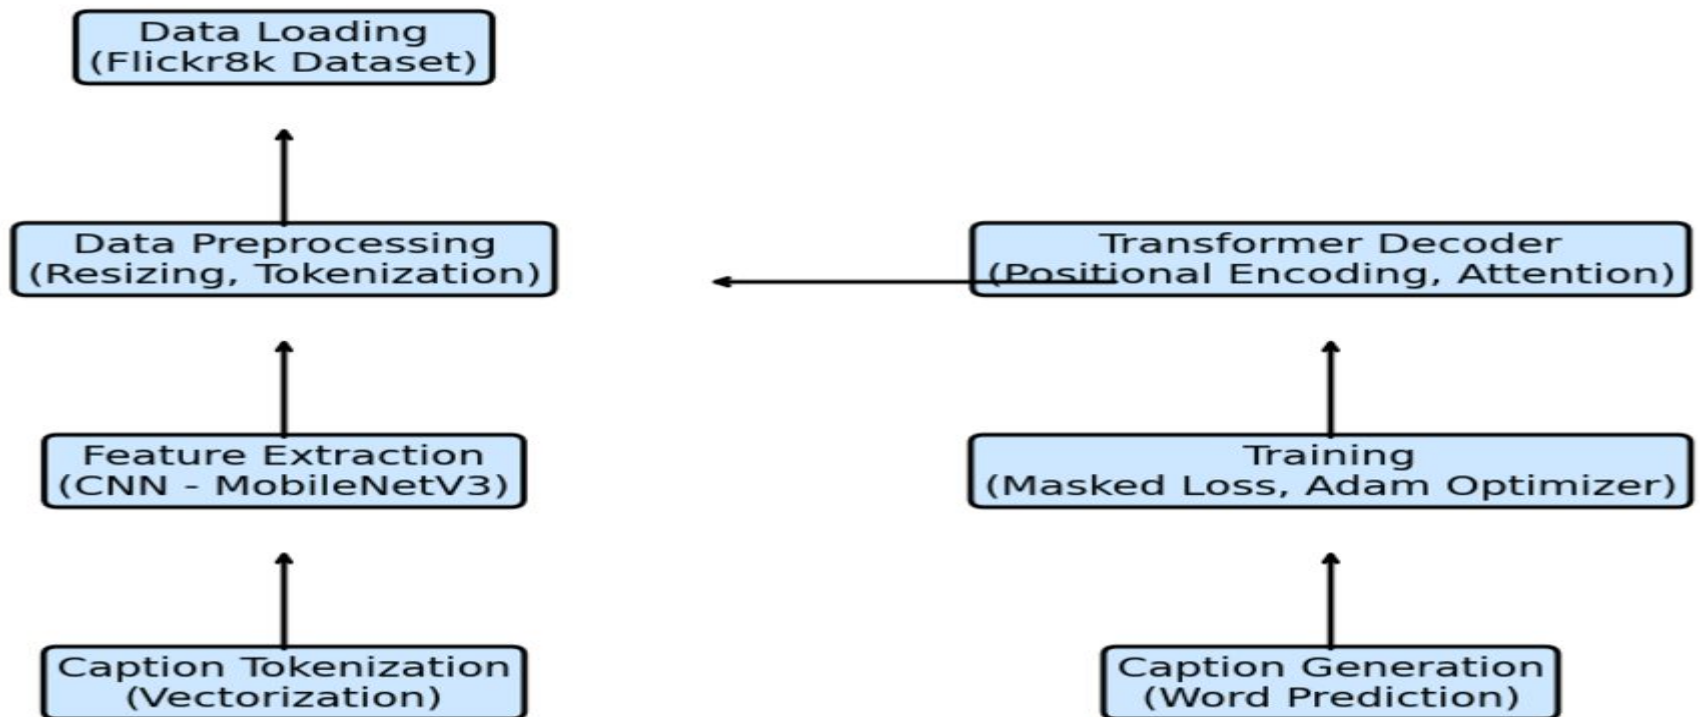 Data Loading
(Flickr8k Dataset)
Data Preprocessing
(Resizing, Tokenization)
Transformer Decoder
(Positional Encoding, Attention)
Feature Extraction
(CNN - MobileNetV3)
Training
(Masked Loss, Adam Optimizer)
Caption Tokenization
(Vectorization)
Caption Generation
(Word Prediction)